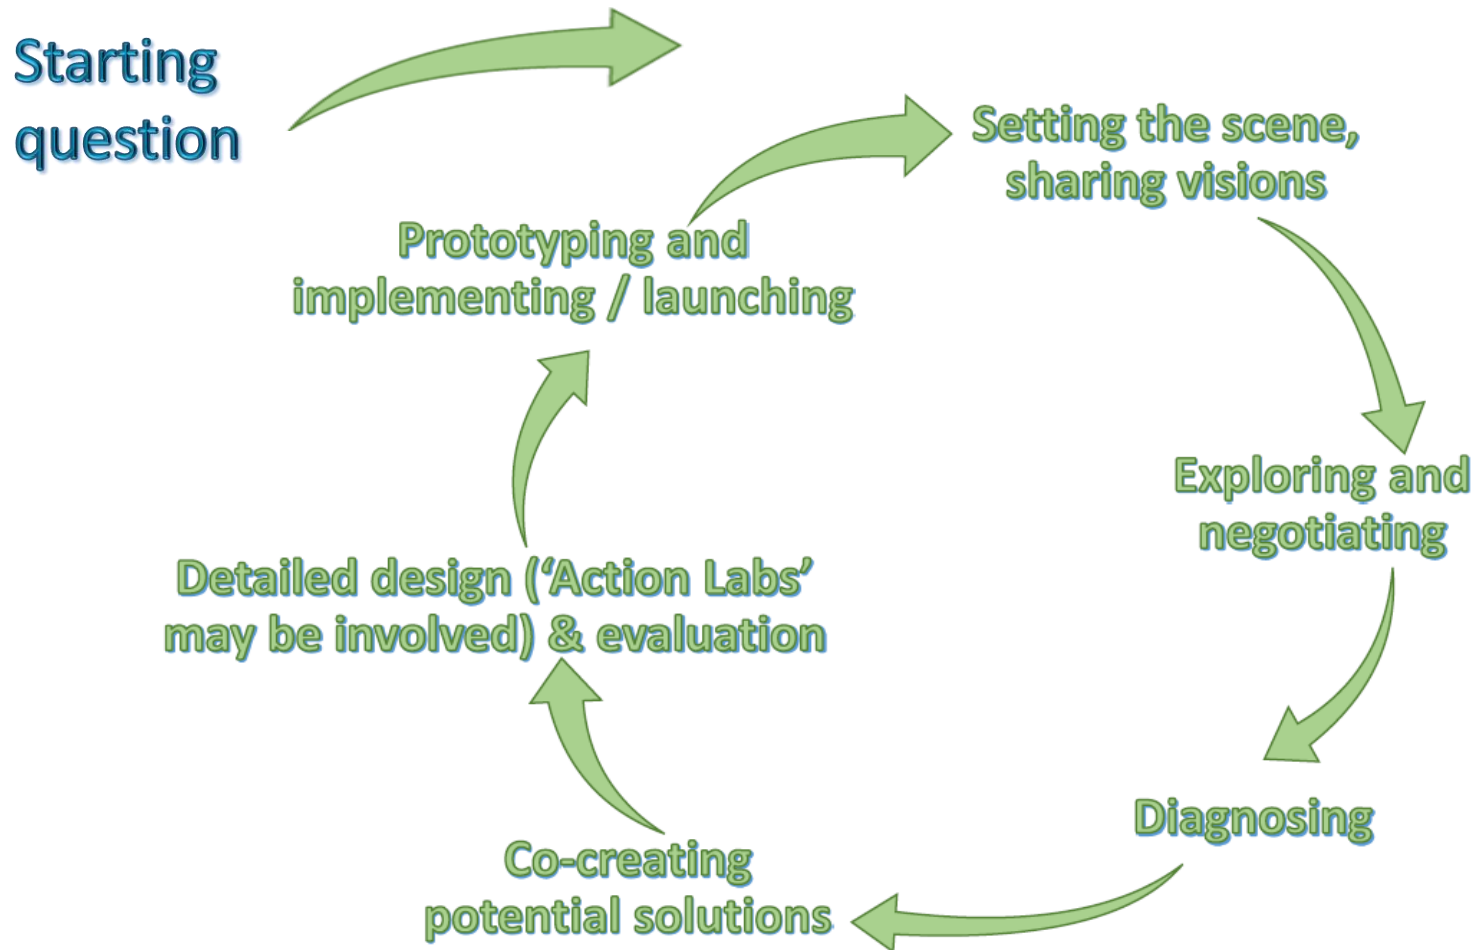 Starting
question
Setting the scene,
sharing visions
Exploring and
negotiating
Diagnosing
Co-creating
potential solutions
Detailed design (‘Action Labs’
may be involved) & evaluation
Prototyping and
implementing / launching